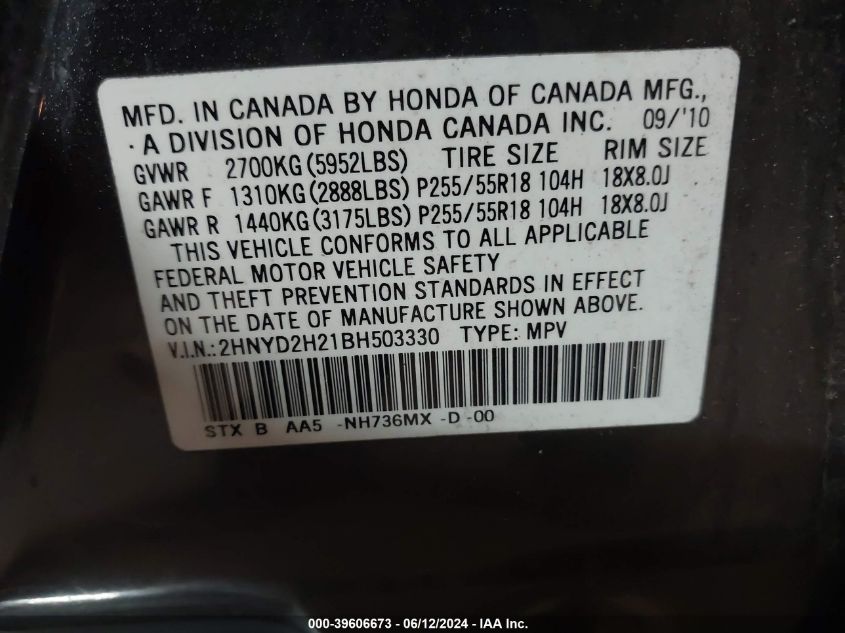 MFD. IN CANADA BY HONDA OF CANADA MFG.,
. A DIVISION OF HONDA CANADA INC. 09/'10
GVWR 2700KG(5952LBS) TIRE SIZE RIM SIZE
GAWR F 1310KG(2888LBS) P255/55R18 104H 18X8.0J
GAWR R 1440KG(3175LBS) P255/55R18 104H 18X8.0J
THIS VEHICLE CONFORMS TO ALL APPLICABLE
FEDERAL MOTOR VEHICLE SAFETY
AND THEFT PREVENTION STANDARDS IN EFFECT
ON THE DATE OF MANUFACTURE SHOWN ABOVE.
V.I.N.:2HNYD2H21BH503330 TYPE: MPV
STX B AA5 -NH736MX -D -00
000-39606673 - 06/12/2024 - IAA Inc.